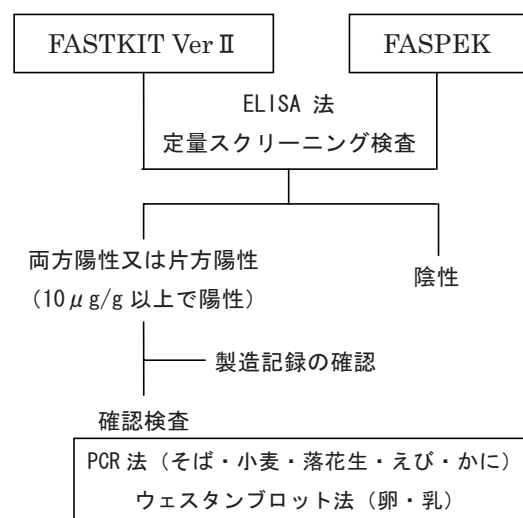 FASTKIT Ver Ⅱ
FASPEK
ELISA 法
定量スクリーニング検査
両方陽性又は片方陽性
(10μg/g 以上で陽性)
陰性
製造記録の確認
確認検査
PCR 法（そば・小麦・落花生・えび・かに）
ウェスタンブロット法（卵・乳）